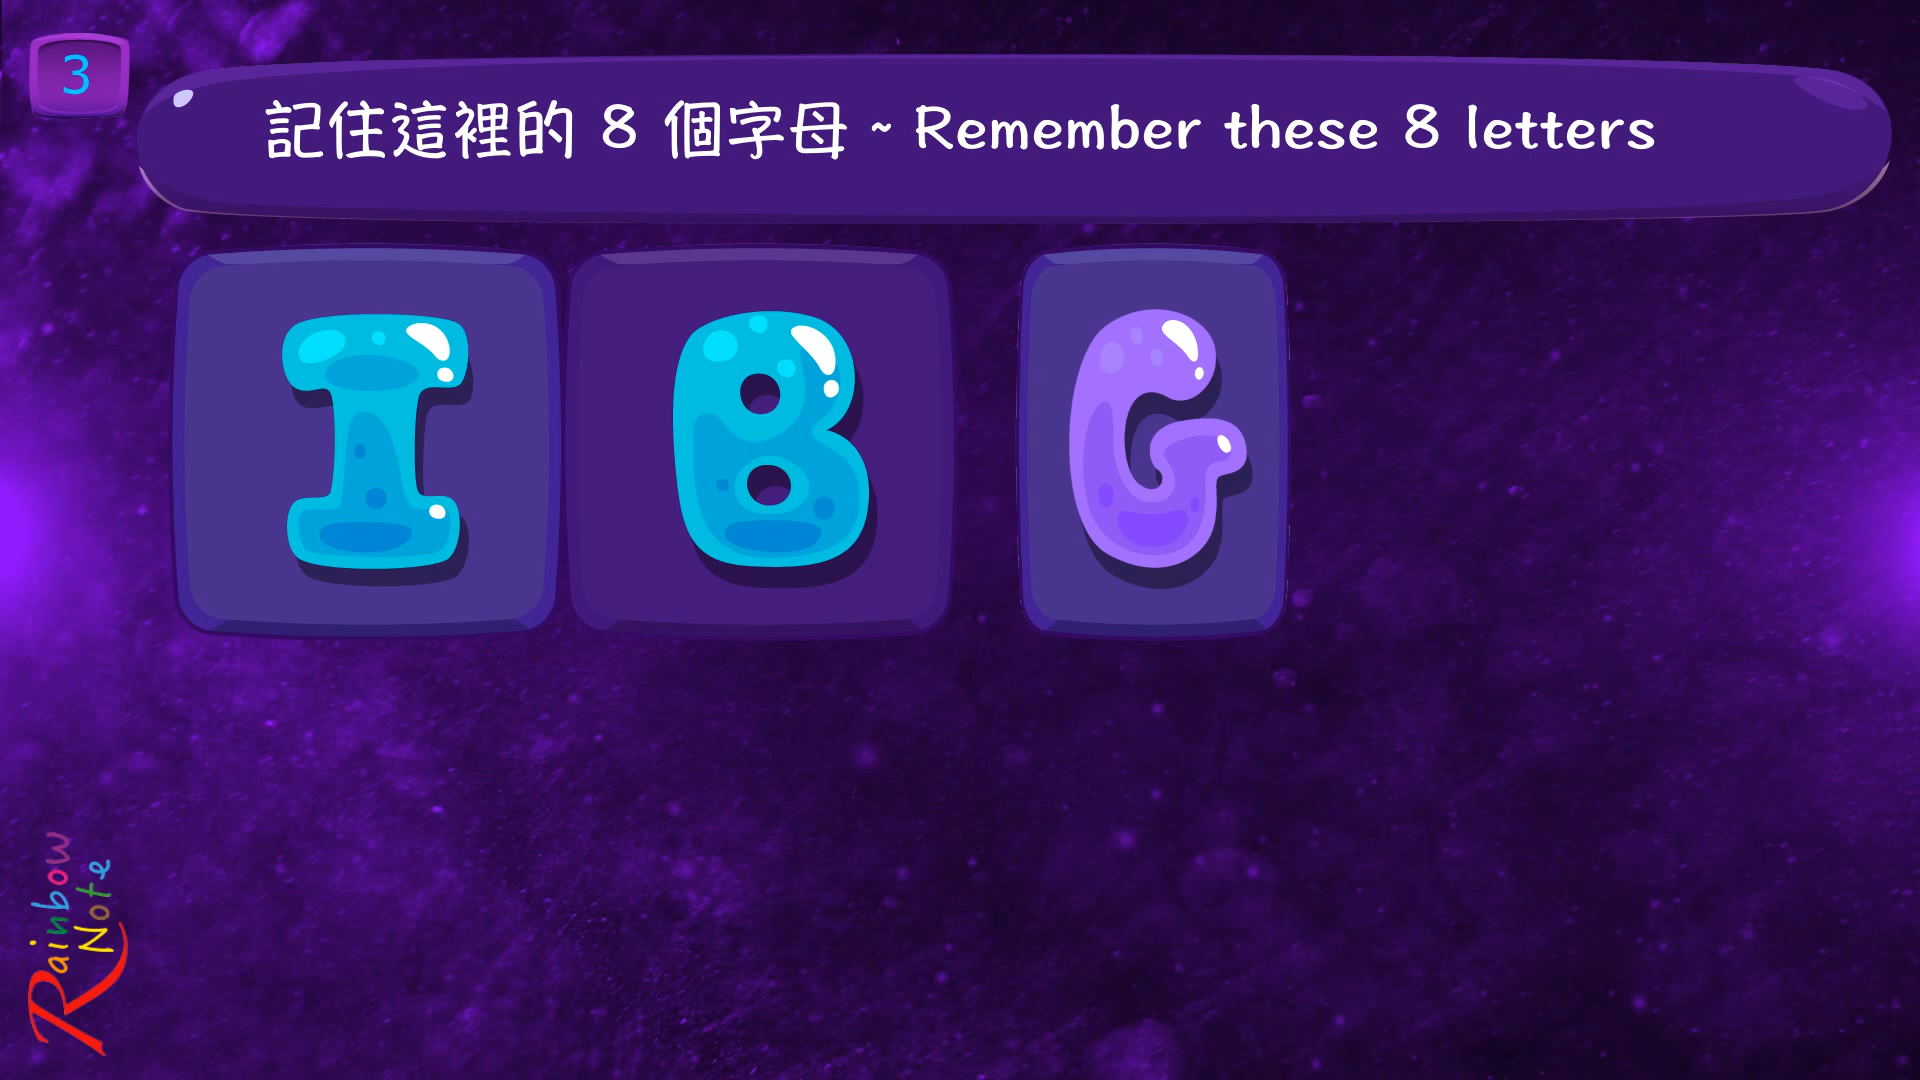 3
記住這裡的 8 個字母 ~ Remember these 8 letters
I B G
Rainbow
Note